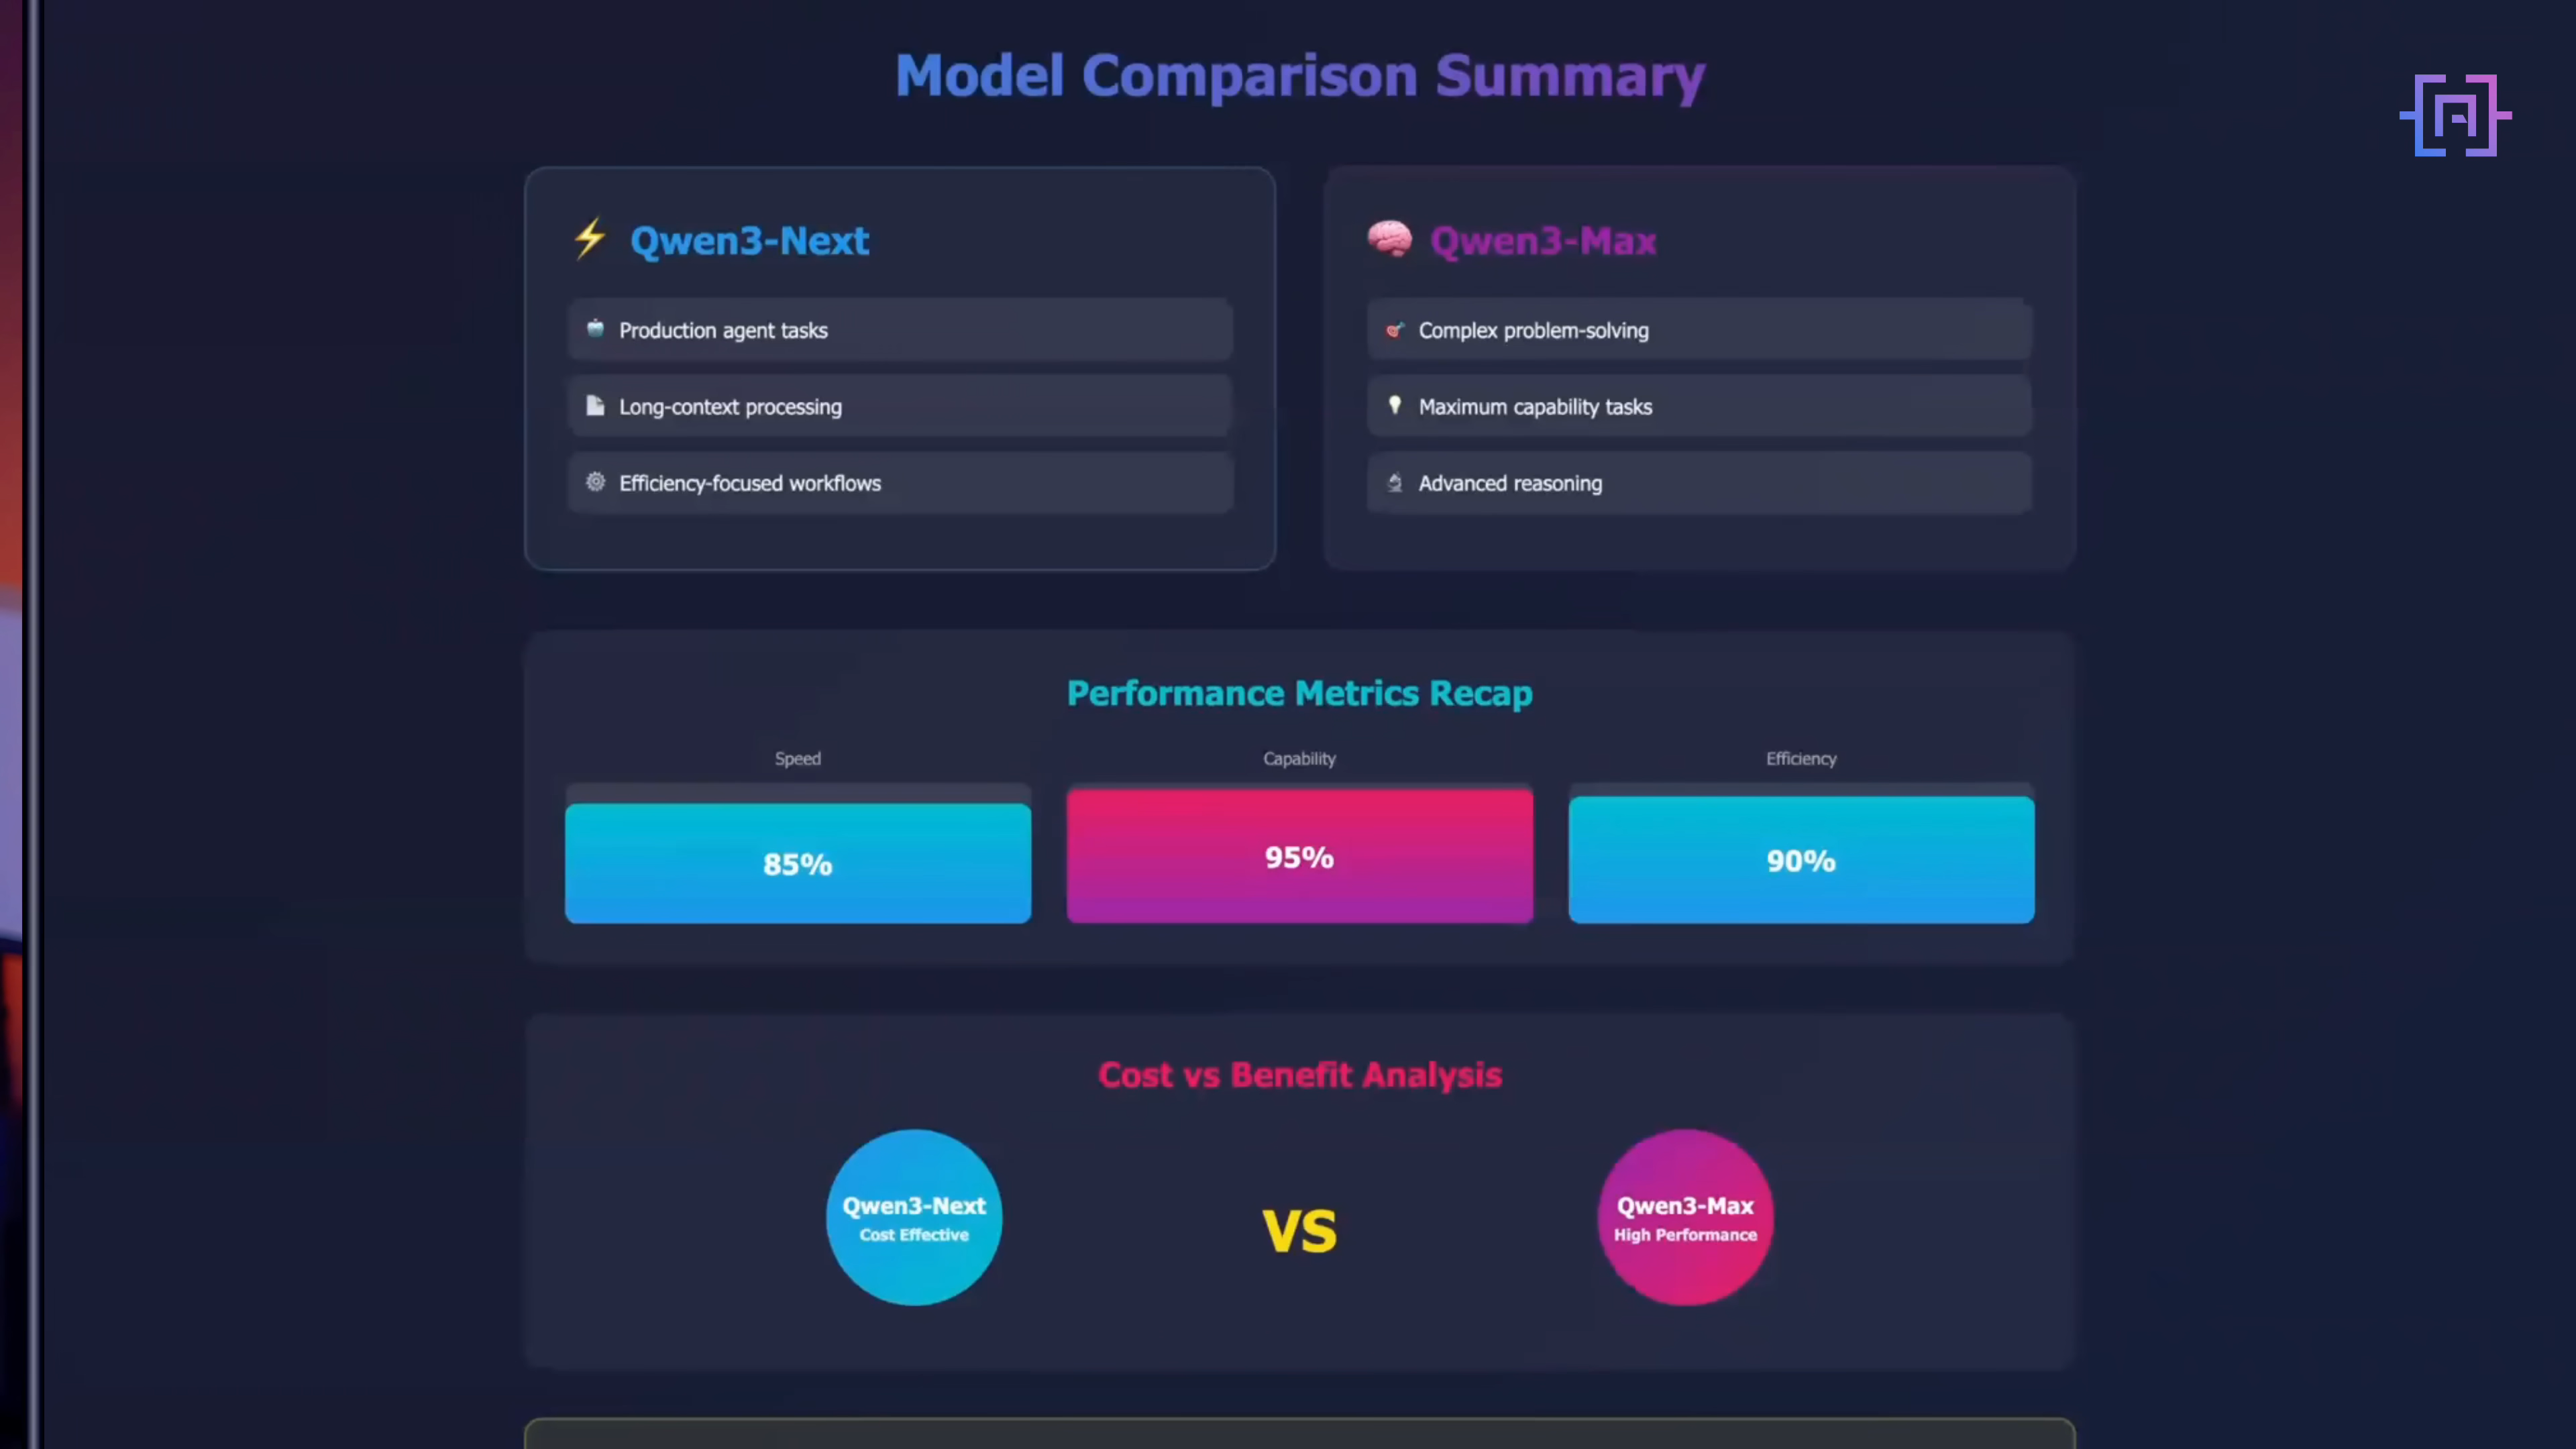 Model Comparison Summary
Qwen3-Next
Production agent tasks
Long-context processing
Efficiency-focused workflows
Qwen3-Max
Complex problem-solving
Maximum capability tasks
Advanced reasoning
Performance Metrics Recap
Speed
85%
Capability
95%
Efficiency
90%
Cost vs Benefit Analysis
Qwen3-Next
Cost Effective
VS
Qwen3-Max
High Performance